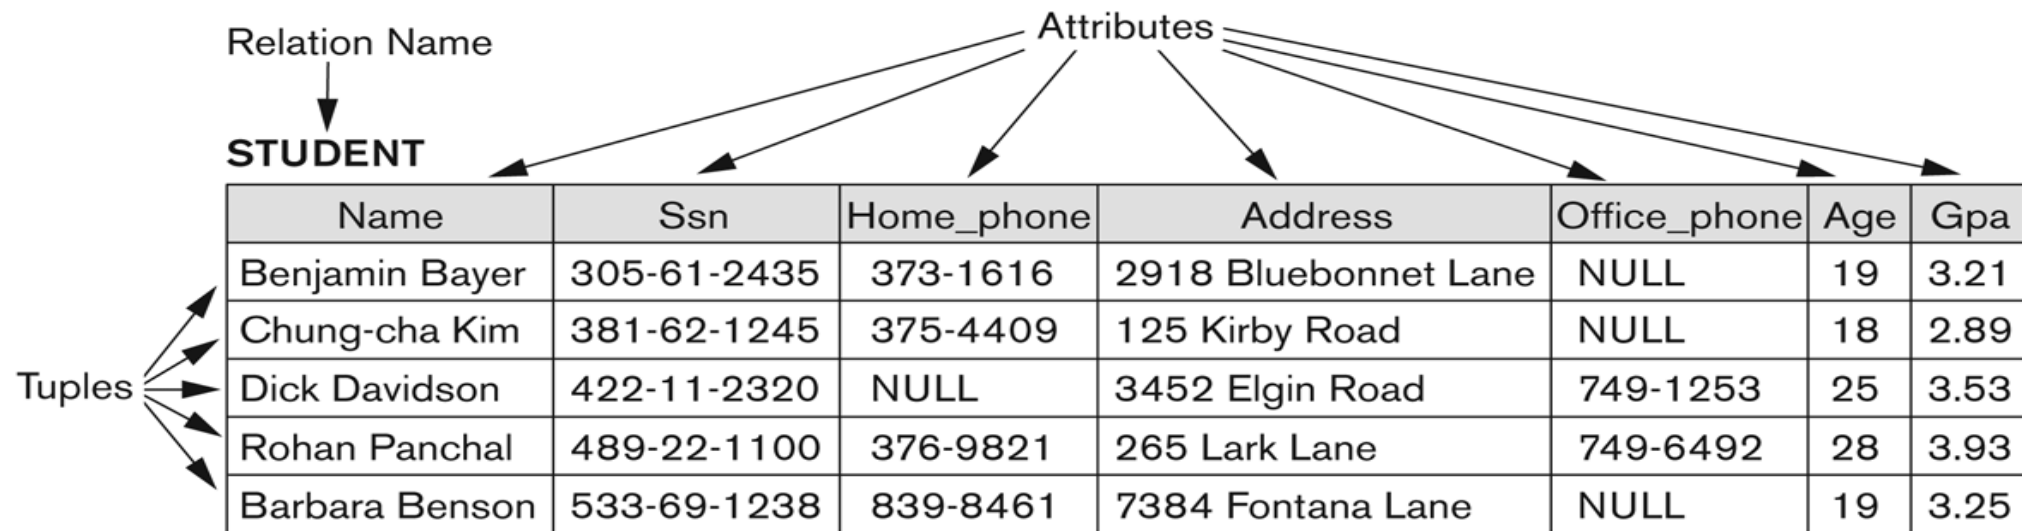 Attributes
Relation Name
STUDENT
Name Ssn Home_phone Address Office_phone Age Gpa
Benjamin Bayer 305-61-2435 373-1616 2918 Bluebonnet Lane NULL 19 3.21
Chung-cha Kim 381-62-1245 375-4409 125 Kirby Road NULL 18 2.89
Tuples Dick Davidson 422-11-2320 NULL 3452 Elgin Road 749-1253 25 3.53
Rohan Panchal 489-22-1100 376-9821 265 Lark Lane 749-6492 28 3.93
Barbara Benson 533-69-1238 839-8461 7384 Fontana Lane NULL 19 3.25